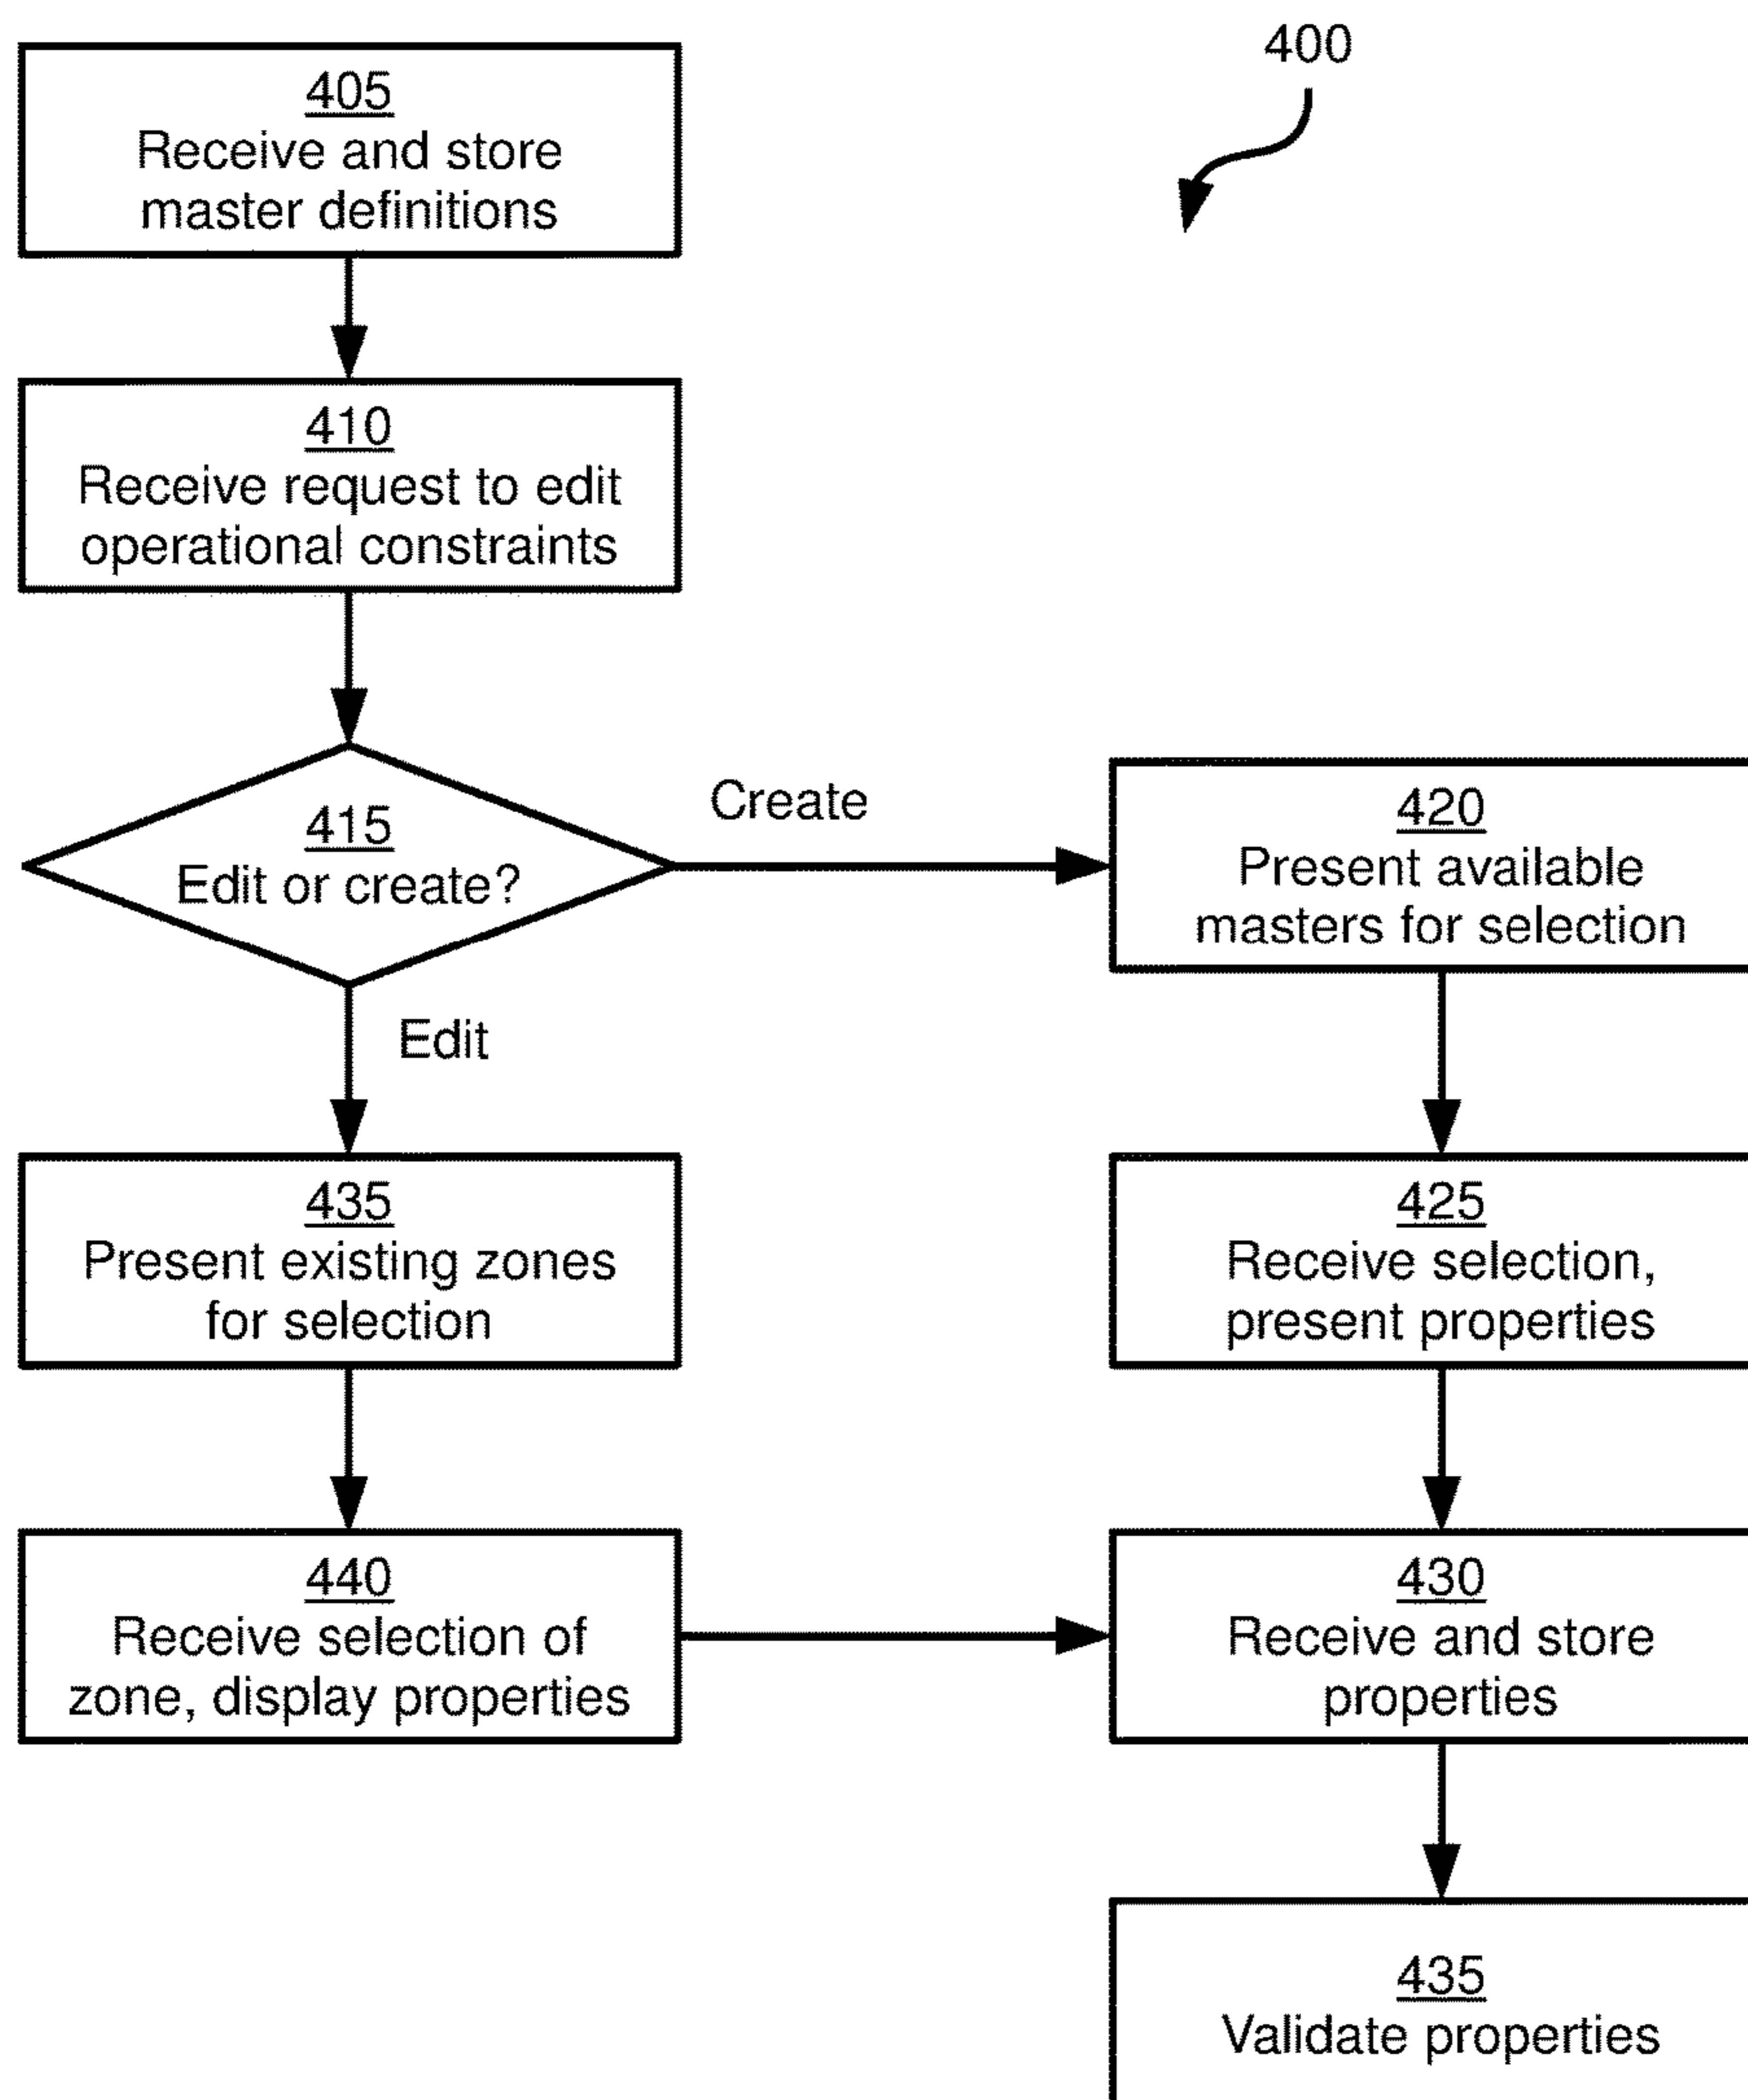 400
405
Receive and store
master definitions
410
Receive request to edit
operational constraints
415
Edit or create?
Create
Edit
420
Present available
masters for selection
425
Receive selection,
present properties
435
Present existing zones
for selection
440
Receive selection of
zone, display properties
430
Receive and store
properties
435
Validate properties